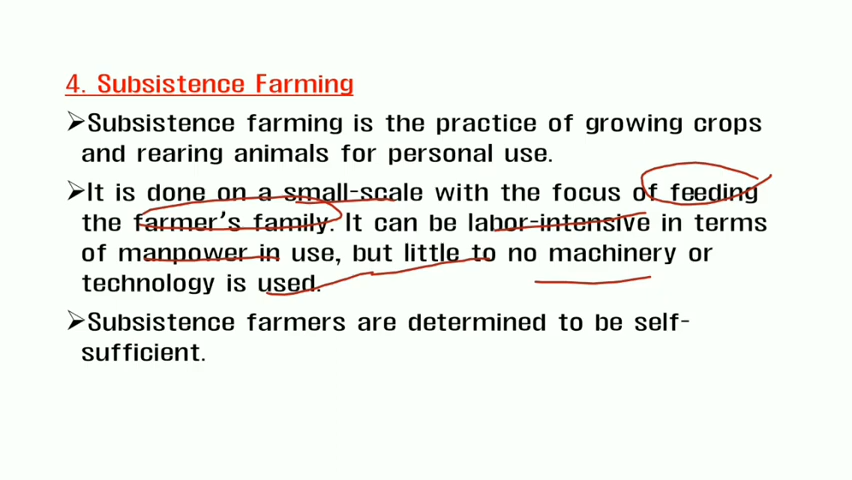 4. Subsistence Farming
➢Subsistence farming is the practice of growing crops
and rearing animals for personal use.
➢It is done on a small-scale with the focus of feeding
the farmer's family. It can be labor-intensive in terms
of manpower in use, but little to no machinery or
technology is used.
➢Subsistence farmers are determined to be self-
sufficient.